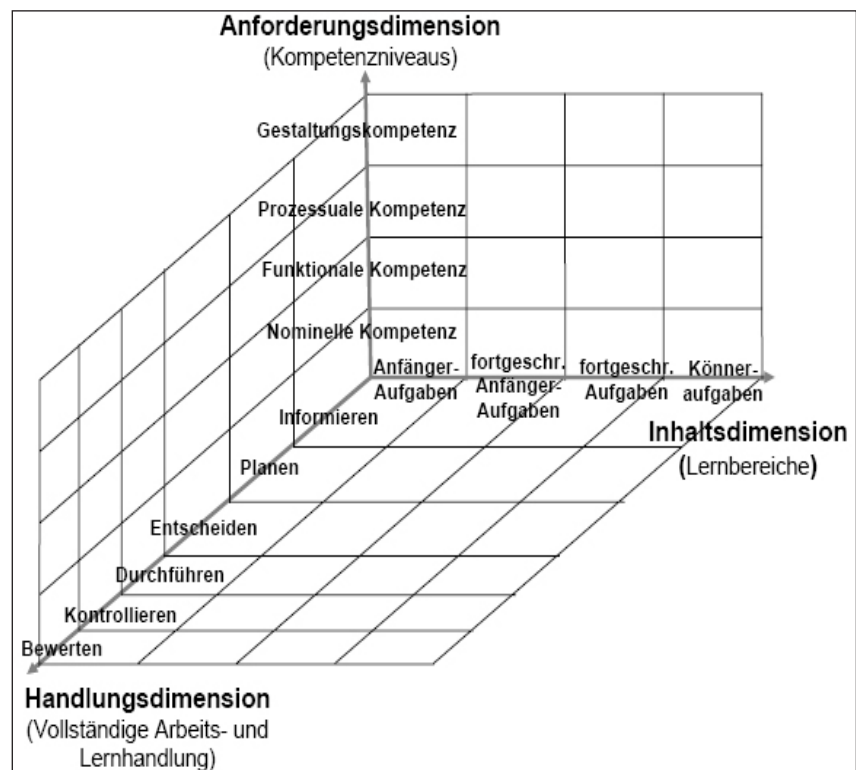 Anforderungsdimension
(Kompetenzniveaus)
Gestaltungskompetenz
Prozessuale Kompetenz
Funktionale Kompetenz
Nominelle Kompetenz
Anfänger-
Aufgaben
fortgeschr.
Anfänger-
Aufgaben
fortgeschr.
Aufgaben
Könner-
aufgaben
Inhaltsdimension
(Lernbereiche)
Informieren
Planen
Entscheiden
Durchführen
Kontrollieren
Bewerten
Handlungsdimension
(Vollständige Arbeits- und
Lernhandlung)